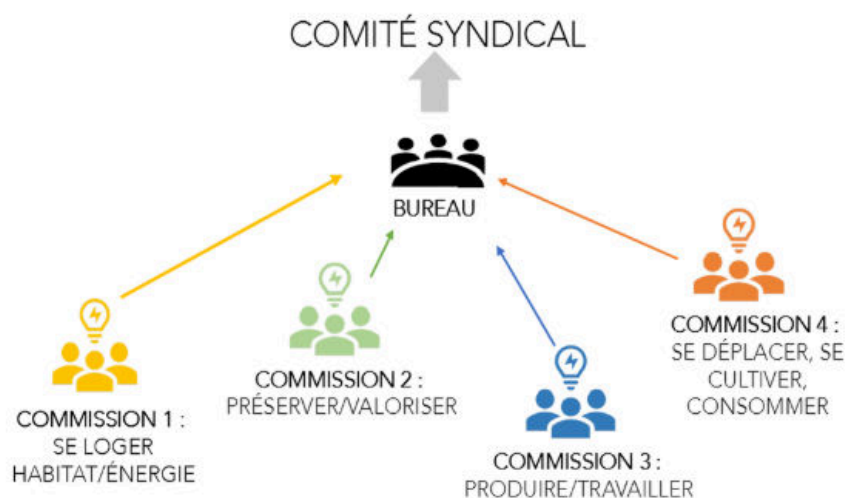 COMITÉ SYNDICAL
BUREAU
COMMISSION 1 :
SE LOGER
HABITAT/ÉNERGIE
COMMISSION 2 :
PRÉSERVER/VALORISER
COMMISSION 3 :
PRODUIRE/TRAVAILLER
COMMISSION 4 :
SE DÉPLACER, SE
CULTIVER,
CONSOMMER